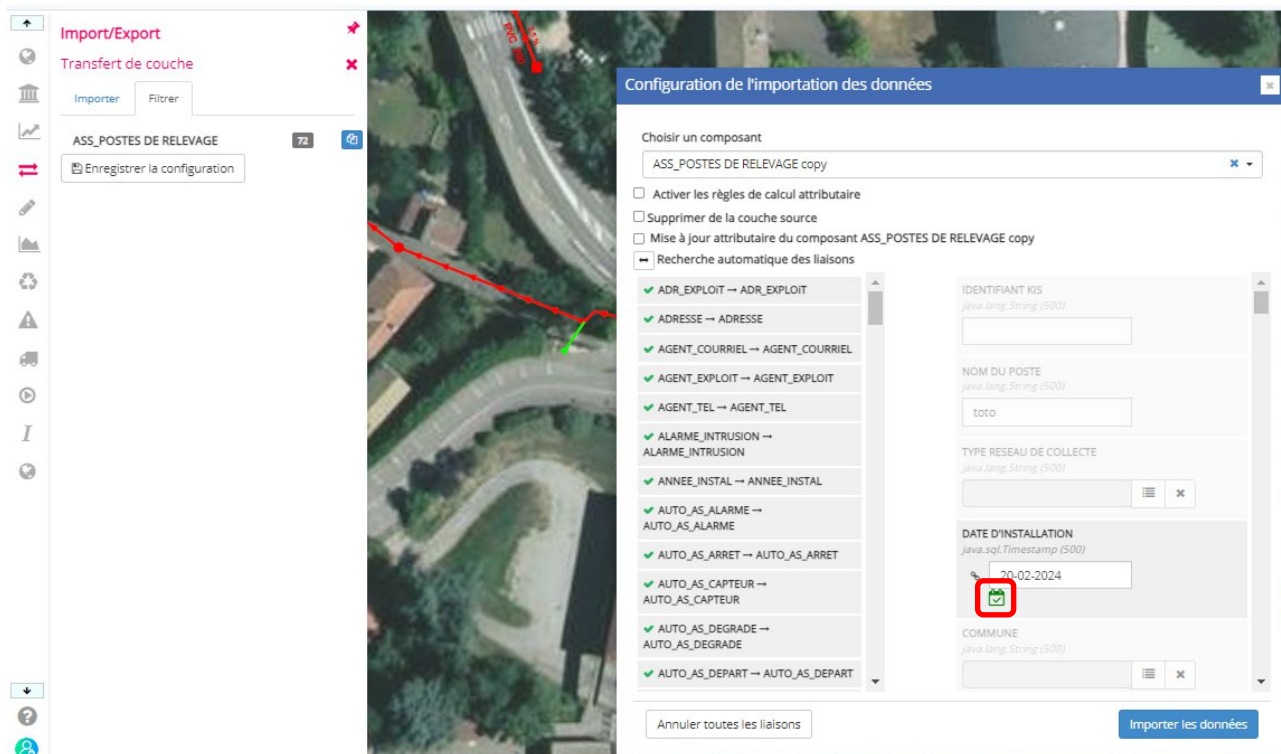 Import/Export
Transfert de couche
Importer
Filtrer
ASS_POSTES DE RELEVAGE
72
Enregistrer la configuration
I
PVC 200
Configuration de l'importation des données
Choisir un composant
ASS_POSTES DE RELEVAGE copy
Activer les règles de calcul attributaire
Supprimer de la couche source
Mise à jour attributaire du composant ASS_POSTES DE RELEVAGE copy
Recherche automatique des liaisons
ADR_EXPLOIT → ADR_EXPLOIT
ADRESSE → ADRESSE
AGENT_COURRIEL → AGENT_COURRIEL
AGENT_EXPLOIT → AGENT_EXPLOIT
AGENT_TEL → AGENT_TEL
ALARME_INTRUSION →
ALARME_INTRUSION
ANNEE_INSTAL → ANNEE_INSTAL
AUTO_AS_ALARME →
AUTO_AS_ALARME
AUTO_AS_ARRET → AUTO_AS_ARRET
AUTO_AS_CAPTEUR →
AUTO_AS_CAPTEUR
AUTO_AS_DEGRADE →
AUTO_AS_DEGRADE
AUTO_AS_DEPART → AUTO_AS_DEPART
IDENTIFIANT KIS
java.lang.String (500)
NOM DU POSTE
java.lang.String (500)
toto
TYPE RESEAU DE COLLECTE
java.lang.String (500)
DATE D'INSTALLATION
java.sql.Timestamp (500)
20-02-2024
COMMUNE
java.lang.String (500)
Annuler toutes les liaisons
Importer les données